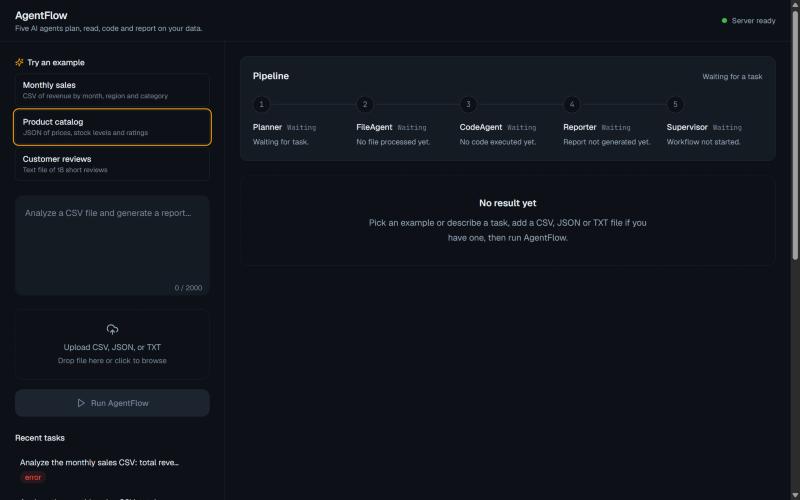 AgentFlow
Five AI agents plan, read, code and report on your data.
Server ready
Try an example
Monthly sales
CSV of revenue by month, region and category
Product catalog
JSON of prices, stock levels and ratings
Customer reviews
Text file of 18 short reviews
Analyze a CSV file and generate a report...
0 / 2000
Upload CSV, JSON, or TXT
Drop file here or click to browse
Run AgentFlow
Recent tasks
Analyze the monthly sales CSV: total reve...
error
Pipeline
Waiting for a task
1
2
3
4
5
Planner Waiting
Waiting for task.
FileAgent Waiting
No file processed yet.
CodeAgent Waiting
No code executed yet.
Reporter Waiting
Report not generated yet.
Supervisor Waiting
Workflow not started.
No result yet
Pick an example or describe a task, add a CSV, JSON or TXT file if you
have one, then run AgentFlow.